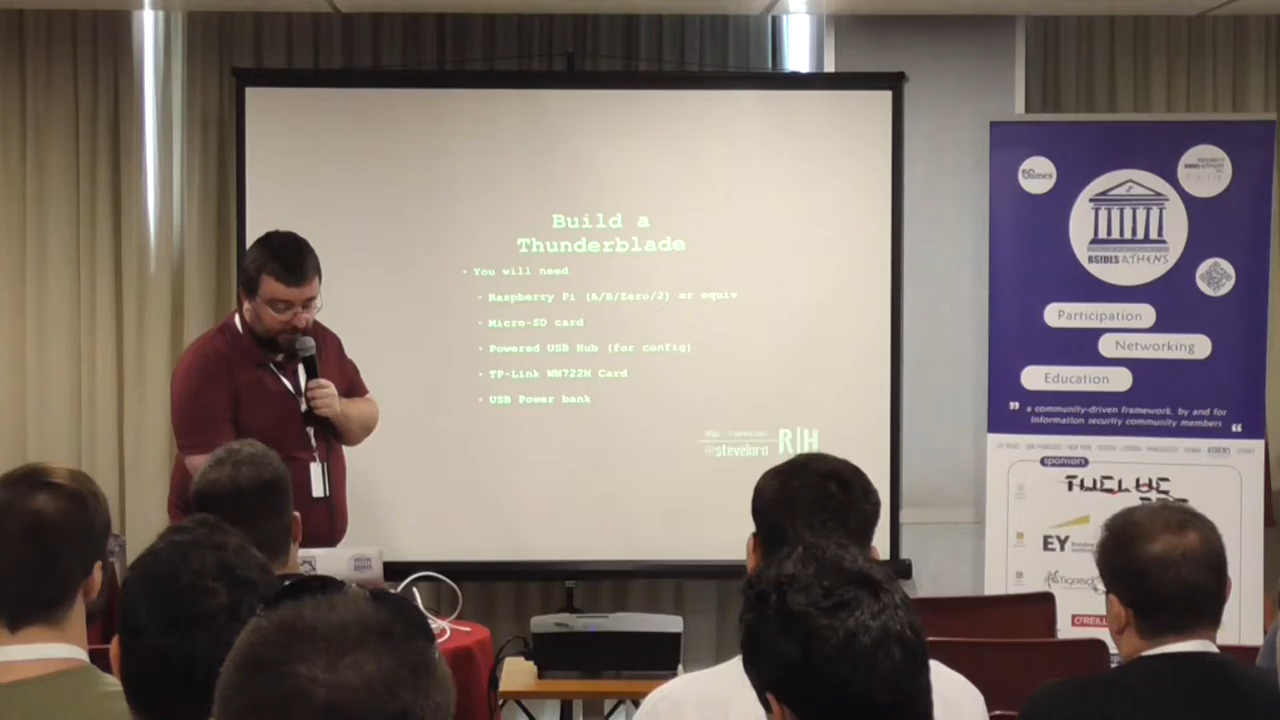 Build a
Thunderblade
• You will need
• Raspberry Pi (A/B/Zero/2) or equiv
• Micro-SD card
• Powered USB Hub (for config)
• TP-Link WN722N Card
• USB Power bank
@stevelord
R|H
BSIDES ATHENS
Participation
Networking
Education
" a community-driven framework, by and for
information security community members "
ATHENS
sponsors
TWELVE
EY
O'REILLY